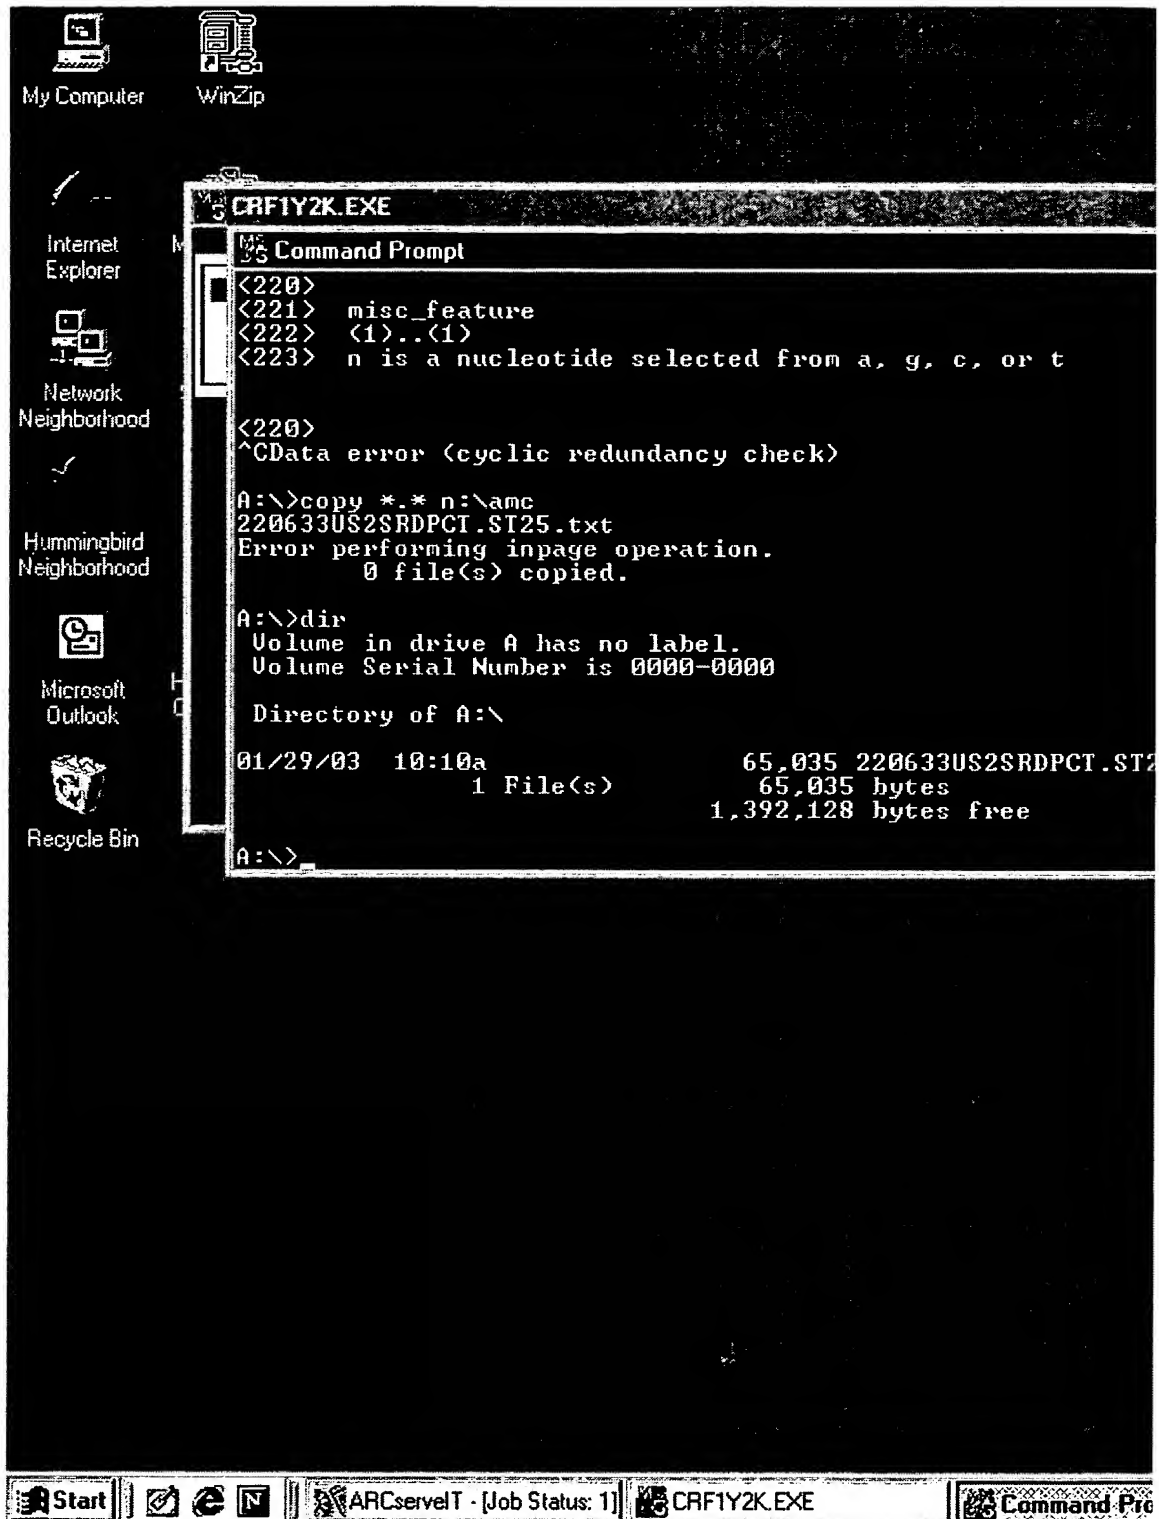 My Computer
WinZip
CRF1Y2K.EXE
Internet
Explorer
Command Prompt
<220>
<221>  misc_feature
<222>  (1)..(1)
<223>  n is a nucleotide selected from a, g, c, or t
Network
Neighborhood
<220>
^CData error (cyclic redundancy check)
A:\>copy *.* n:\amc
220633US2SRDPCT.ST25.txt
Error performing inpage operation.
0 file(s) copied.
Hummingbird
Neighborhood
A:\>dir
Volume in drive A has no label.
Volume Serial Number is 0000-0000
Microsoft
Outlook
Directory of A:\
01/29/03  10:10a  65,035 220633US2SRDPCT.ST2
1 File(s)  65,035 bytes
1,392,128 bytes free
Recycle Bin
A:\>_
Start
ARCserveIT - [Job Status: 1]
CRF1Y2K.EXE
Command Pro